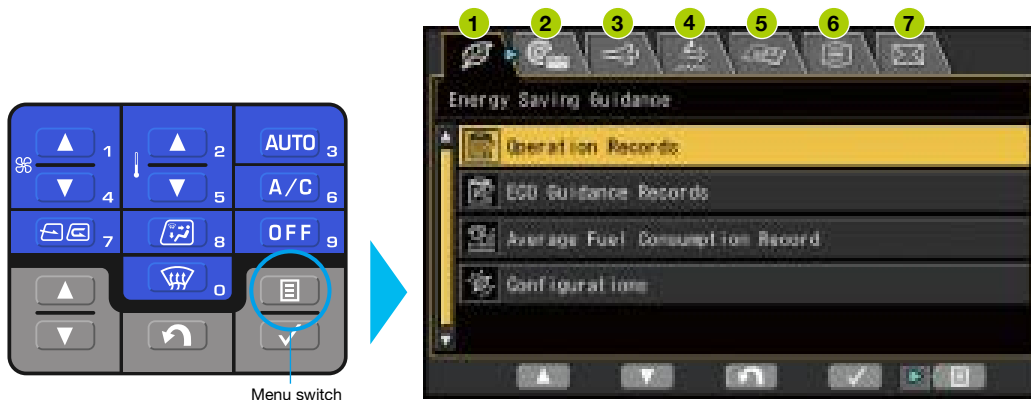 1 2 3 4 5 6 7
Energy Saving Guidance
Operation Records
ECO Guidance Records
Average Fuel Consumption Record
Configurations
1 2 AUTO 3
4 5 A/C 6
7 8 OFF 9
0
Menu switch